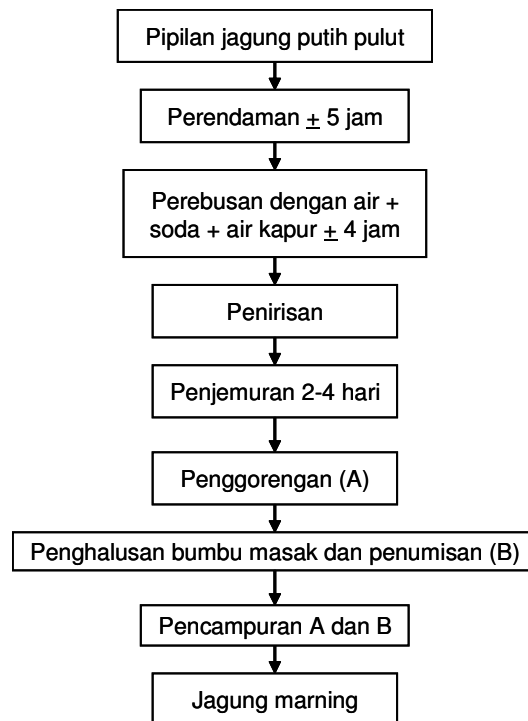 Pipilan jagung putih pulut
Perendaman ± 5 jam
Perebusan dengan air +
soda + air kapur ± 4 jam
Penirisan
Penjemuran 2-4 hari
Penggorengan (A)
Penghalusan bumbu masak dan penumisan (B)
Pencampuran A dan B
Jagung marning